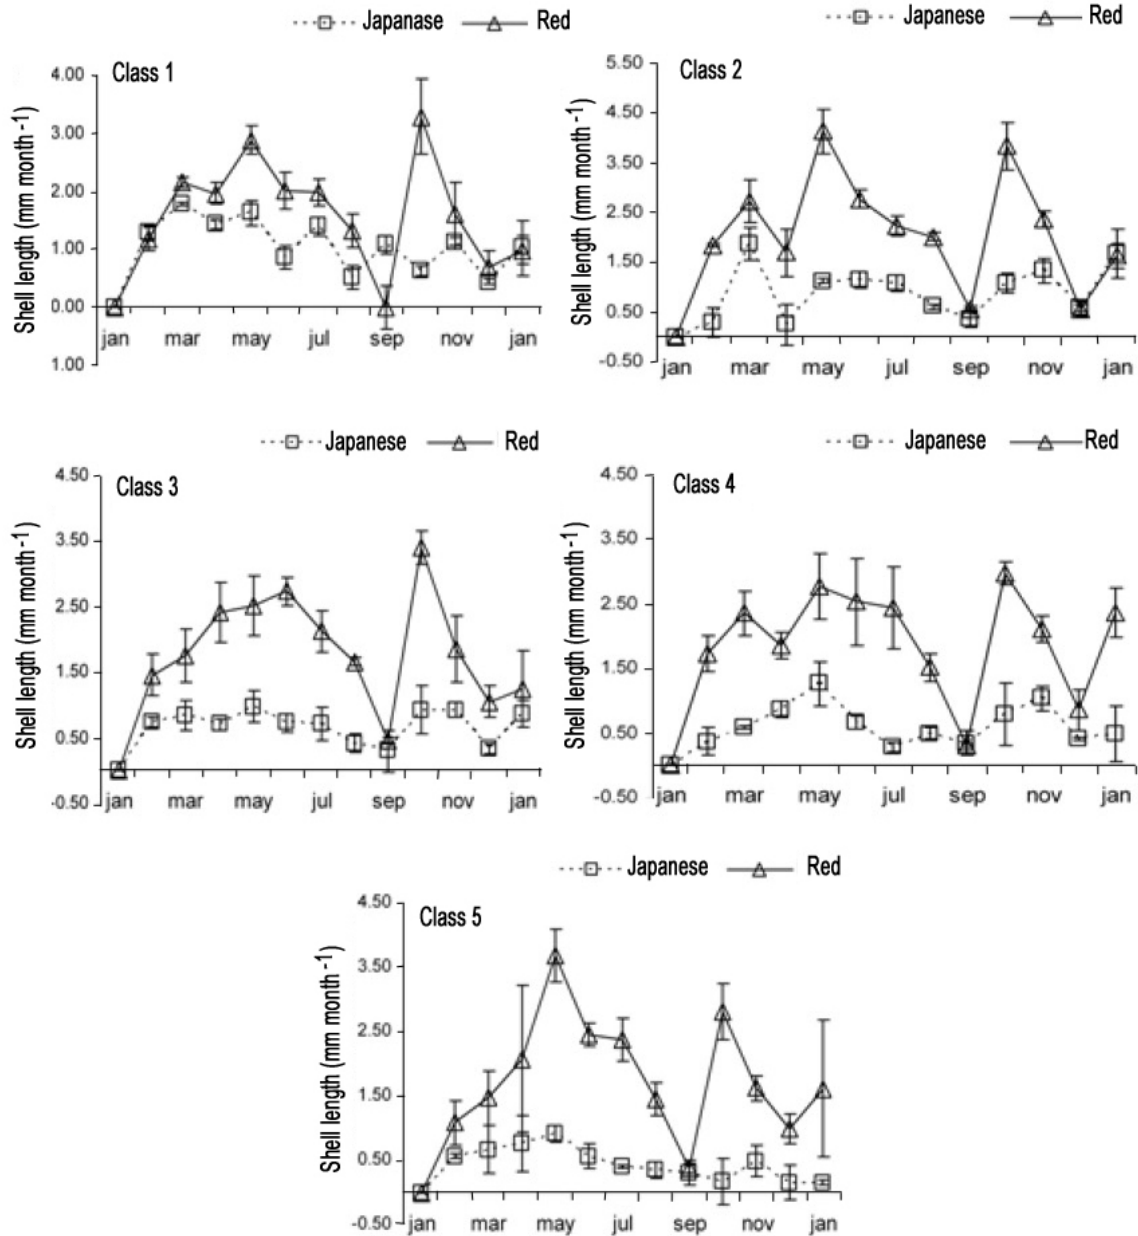 Japanase Red
Japanese Red
Class 1
Class 2
Shell length (mm month -1)
4.00
3.00
2.00
1.00
0.00
1.00
jan mar may jul sep nov jan
Shell length (mm month -1)
5.50
4.50
3.50
2.50
1.50
0.50
-0.50
jan mar may jul sep nov jan
Japanese Red
Japanese Red
Class 3
Class 4
Shell length (mm month -1)
4.50
3.50
2.50
1.50
0.50
-0.50
jan mar may jul sep nov jan
Shell length (mm month -1)
4.50
3.50
2.50
1.50
0.50
-0.50
jan mar may jul sep nov jan
Japanese Red
Class 5
Shell length (mm month -1)
4.50
3.50
2.50
1.50
0.50
-0.50
jan mar may jul sep nov jan